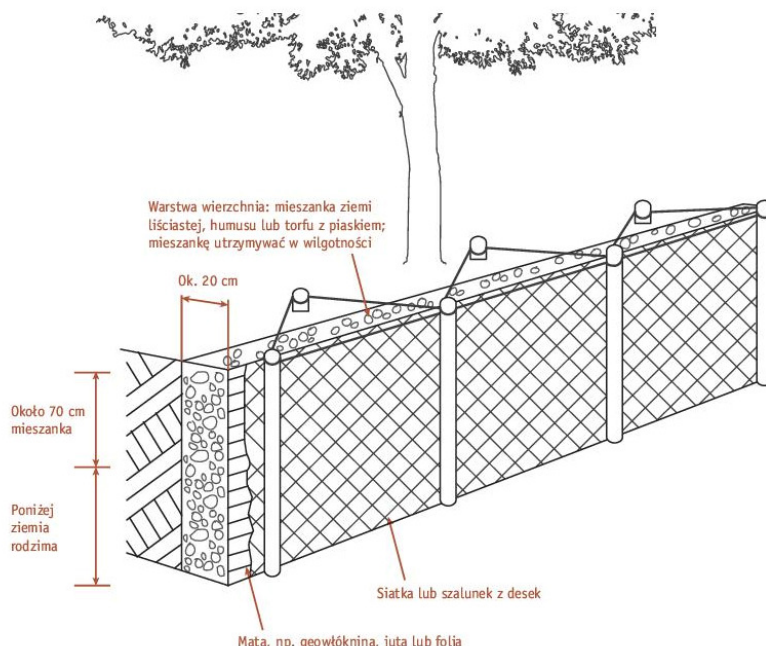 Warstwa wierzchnia: mieszanka ziemi
liściastej, humusu lub torfu z piaskiem;
mieszankę utrzymywać w wilgotności
Ok. 20 cm
Około 70 cm
mieszanka
Poniżej
ziemia
rodzima
Siatka lub szalunek z desek
Mata, np. geowłóknina, juta lub folia